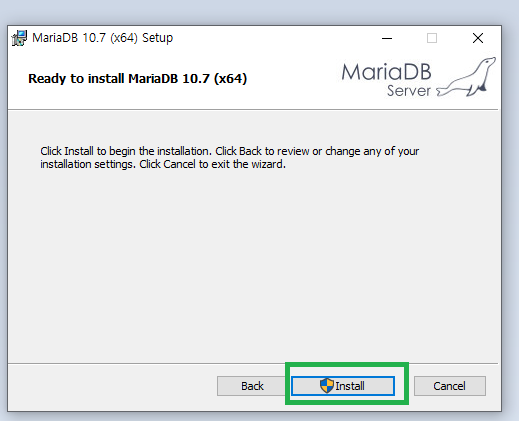 MariaDB 10.7 (x64) Setup
Ready to install MariaDB 10.7 (x64)
MariaDB
Server
Click Install to begin the installation. Click Back to review or change any of your
installation settings. Click Cancel to exit the wizard.
Back
Install
Cancel